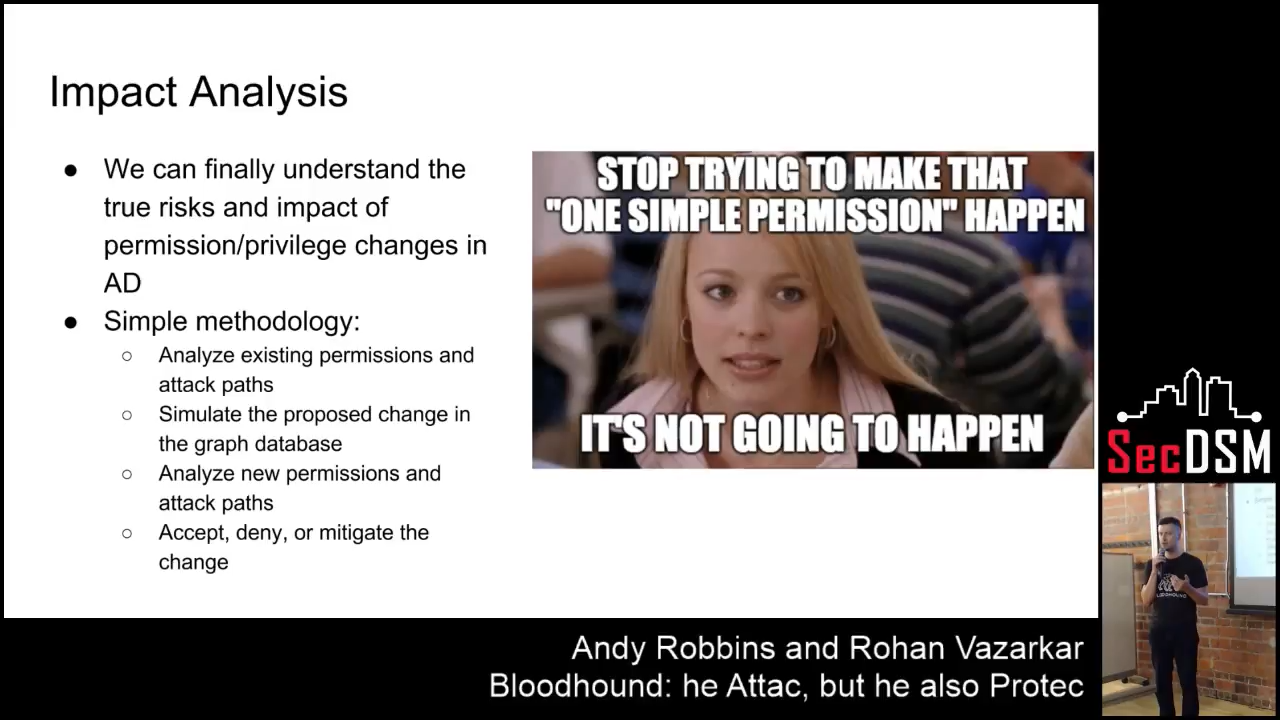 Impact Analysis
● We can finally understand the
true risks and impact of
permission/privilege changes in
AD
● Simple methodology:
○ Analyze existing permissions and
attack paths
○ Simulate the proposed change in
the graph database
○ Analyze new permissions and
attack paths
○ Accept, deny, or mitigate the
change
STOP TRYING TO MAKE THAT
"ONE SIMPLE PERMISSION" HAPPEN
IT'S NOT GOING TO HAPPEN
SecDSM
Andy Robbins and Rohan Vazarkar
Bloodhound: he Attac, but he also Protec